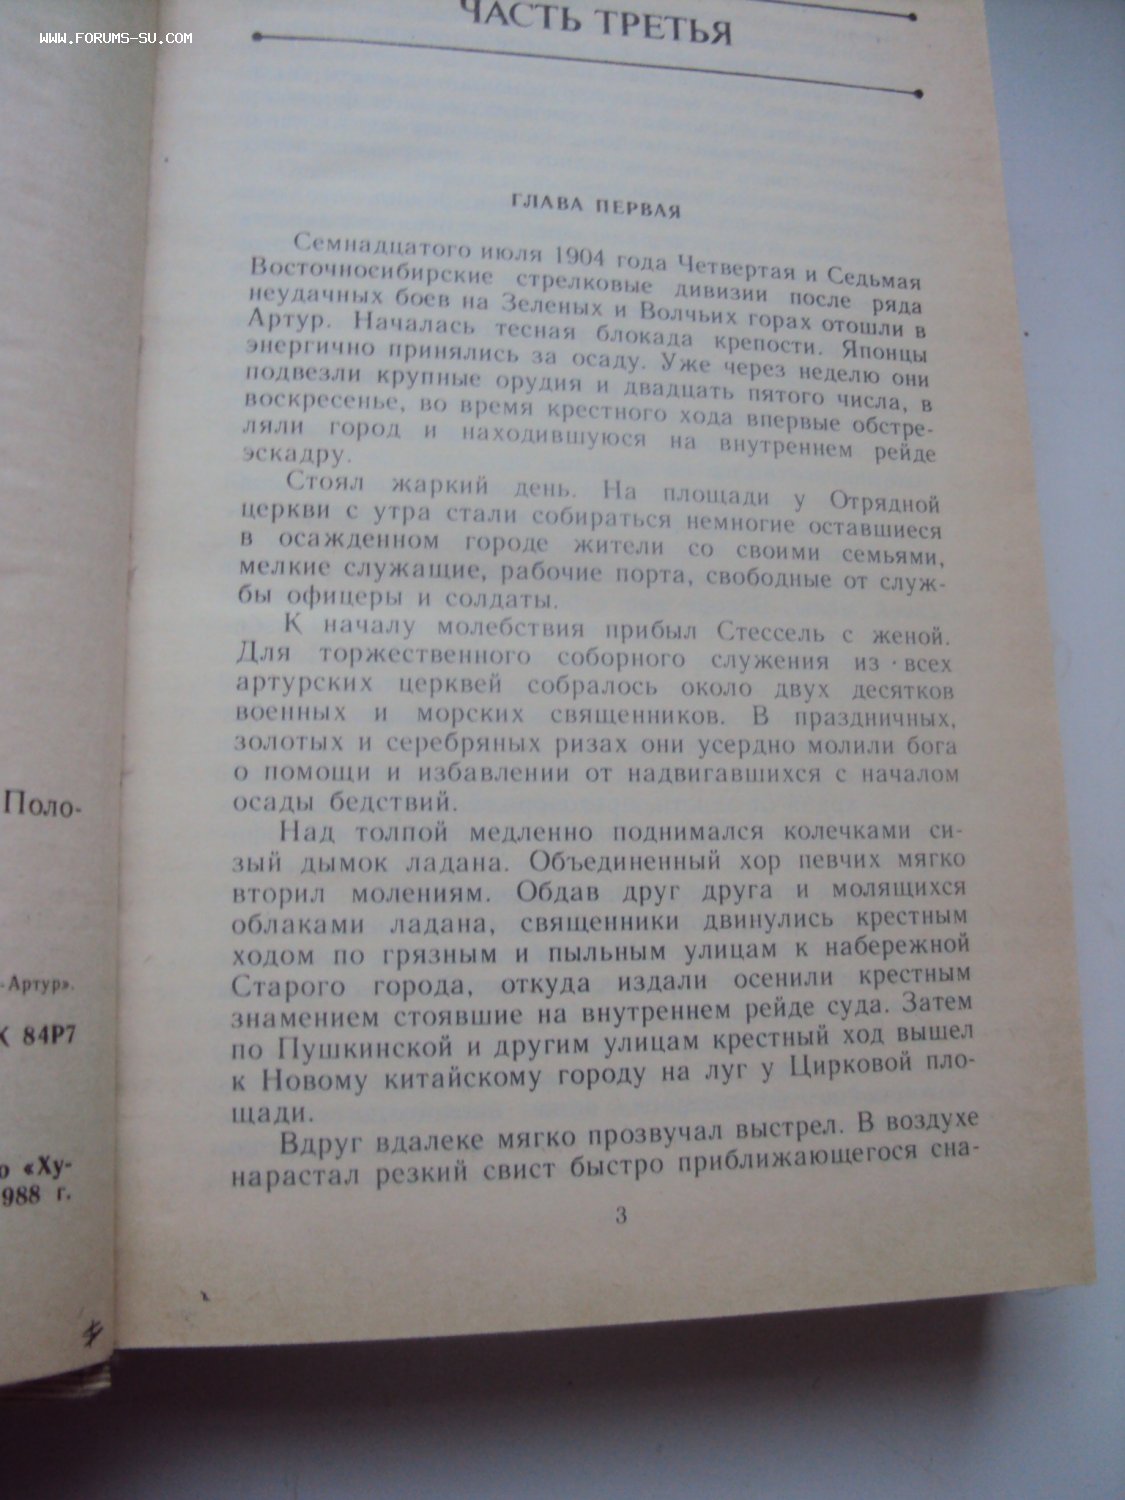 WWW.FORUMS-SU.COM
ЧАСТЬ ТРЕТЬЯ
ГЛАВА ПЕРВАЯ
Семнадцатого июля 1904 года Четвертая и Седьмая
Восточносибирские стрелковые дивизии после ряда
неудачных боев на Зеленых и Волчьих горах отошли в
Артур. Началась тесная блокада крепости. Японцы
энергично принялись за осаду. Уже через неделю они
подвезли крупные орудия и двадцать пятого числа, в
воскресенье, во время крестного хода впервые обстре-
ляли город и находившуюся на внутреннем рейде
эскадру.
Стоял жаркий день. На площади у Отрядной
церкви с утра стали собираться немногие оставшиеся
в осажденном городе жители со своими семьями,
мелкие служащие, рабочие порта, свободные от служ-
бы офицеры и солдаты.
К началу молебствия прибыл Стессель с женой.
Для торжественного соборного служения из всех
артурских церквей собралось около двух десятков
военных и морских священников. В праздничных,
золотых и серебряных ризах они усердно молили бога
о помощи и избавлении от надвигавшихся с началом
осады бедствий.
Над толпой медленно поднимался колечками си-
зый дымок ладана. Объединенный хор певчих мягко
вторил молениям. Обдав друг друга и молящихся
облаками ладана, священники двинулись крестным
ходом по грязным и пыльным улицам к набережной
Старого города, откуда издали осенили крестным
знамением стоявшие на внутреннем рейде суда. Затем
по Пушкинской и другим улицам крестный ход вышел
к Новому китайскому городу на луг у Цирковой пло-
щади.
Вдруг вдалеке мягко прозвучал выстрел. В воздухе
нарастал резкий свист быстро приближающегося сна-
3
Поло-
-Артур».
К 84Р7
о «Ху-
988 г.